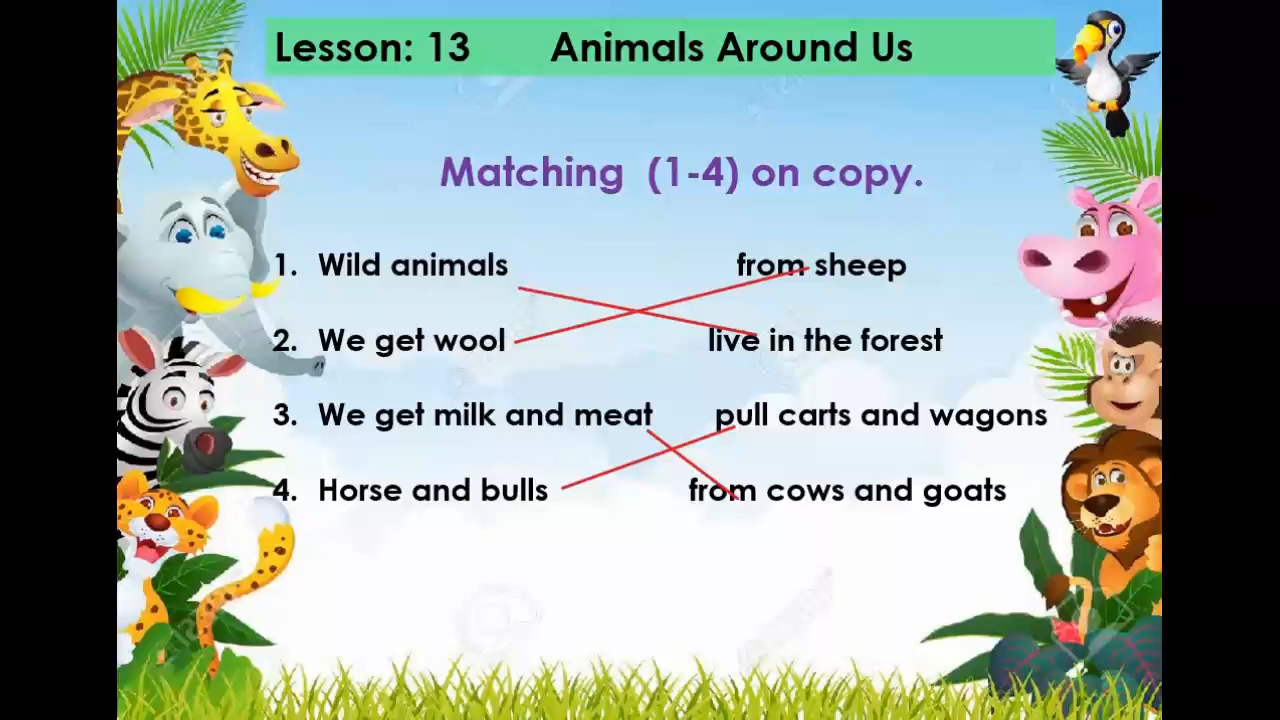 Lesson: 13 Animals Around Us
Matching (1-4) on copy.
1. Wild animals from sheep
2. We get wool live in the forest
3. We get milk and meat pull carts and wagons
4. Horse and bulls from cows and goats